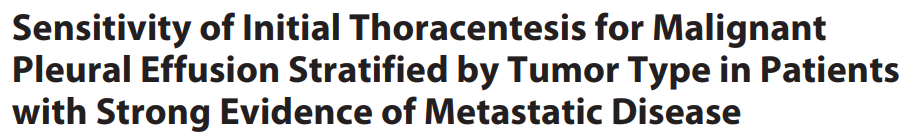 Sensitivity of Initial Thoracentesis for Malignant
Pleural Effusion Stratified by Tumor Type in Patients
with Strong Evidence of Metastatic Disease